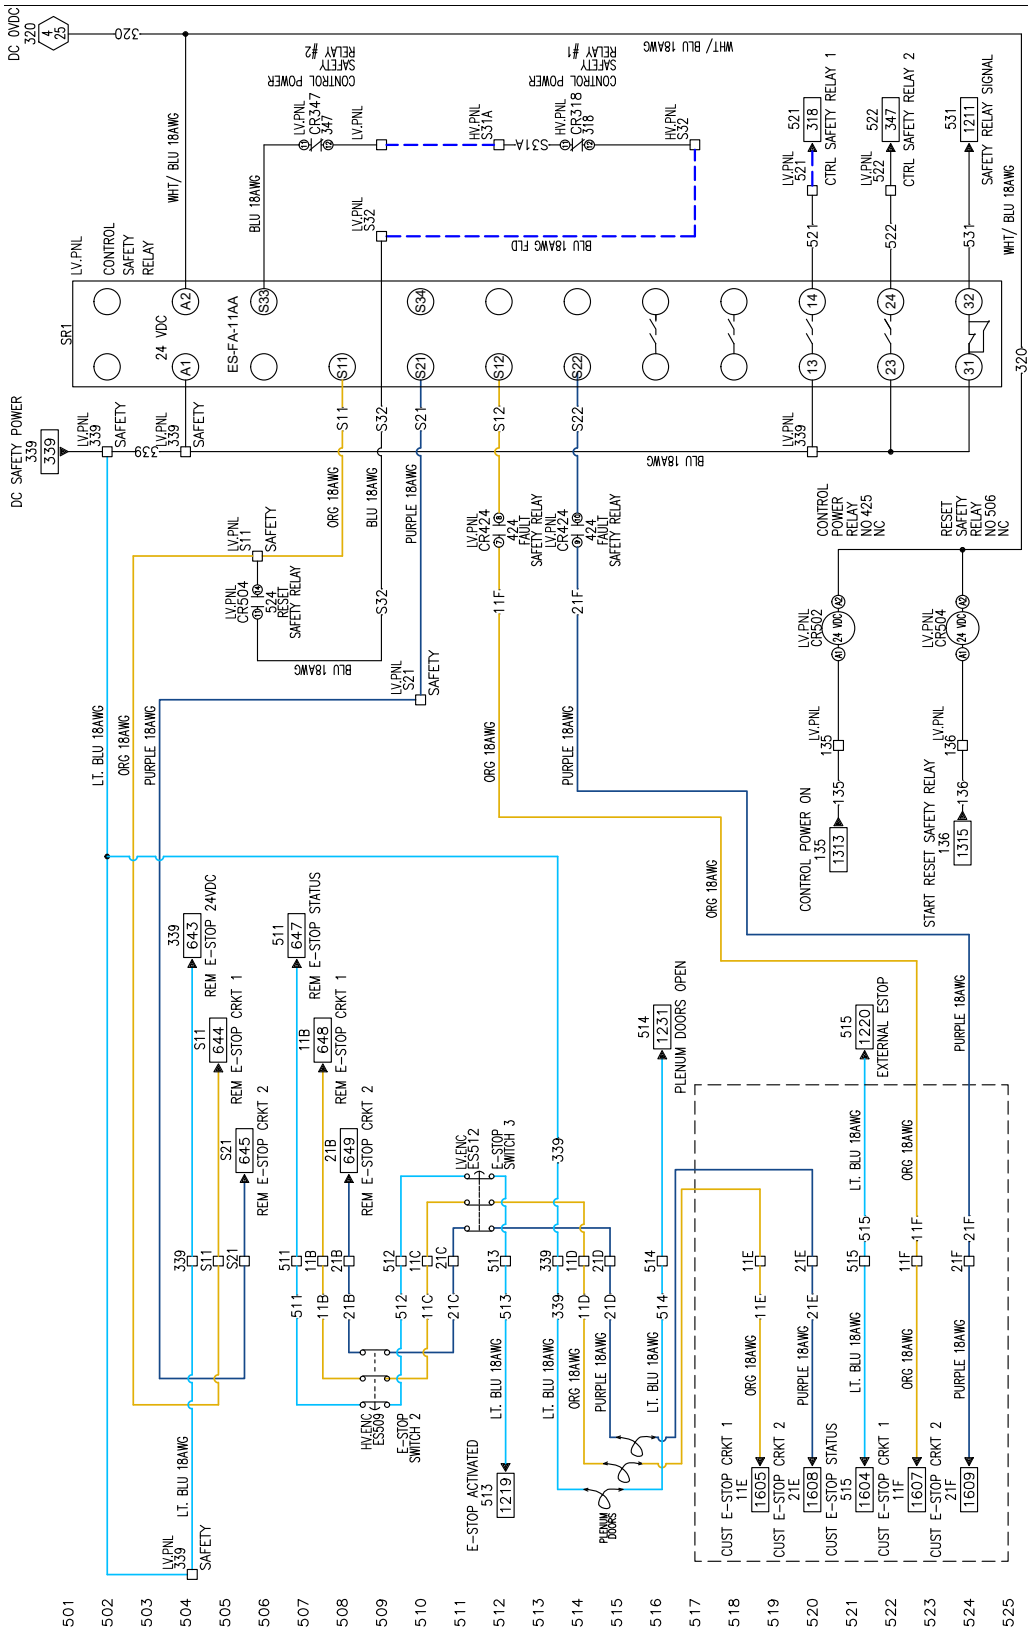 DC 0VDC
320
4
25
320
WHT/ BLU 18AWG
WHT/ BLU 18AWG
CONTROL POWER
SAFETY
RELAY #2
LV.PNL
CR347
347
11
12
LV.PNL
HV.PNL
S31A
S31A
HV.PNL
CR318
318
11
12
CONTROL POWER
SAFETY
RELAY #1
HV.PNL
S32
BLU 18AWG
LV.PNL
S32
BLU 18AWG FLD
LV.PNL
521
521
318
CTRL SAFETY RELAY 1
LV.PNL
522
522
347
CTRL SAFETY RELAY 2
531
1211
SAFETY RELAY SIGNAL
521
522
531
WHT/ BLU 18AWG
320
SR1
LV.PNL
CONTROL
SAFETY
RELAY
24 VDC
ES-FA-11AA
A2
S33
S34
14
24
32
A1
S11
S21
S12
S22
13
23
31
DC SAFETY POWER
339
339
LV.PNL
339
SAFETY
339
LV.PNL
339
SAFETY
S11
S32
S21
S12
S22
LV.PNL
339
BLU 18AWG
ORG 18AWG
BLU 18AWG
PURPLE 18AWG
LV.PNL
S11
SAFETY
LV.PNL
CR504
524
RESET
SAFETY RELAY
S32
BLU 18AWG
LV.PNL
CR424
424
FAULT
SAFETY RELAY
7
LV.PNL
CR424
424
FAULT
SAFETY RELAY
11F
21F
LV.PNL
S21
SAFETY
CONTROL
POWER
RELAY
NO 425
NC
RESET
SAFETY
RELAY
NO 506
NC
LV.PNL
CR502
A1
24 VDC
A2
LV.PNL
CR504
A1
24 VDC
A2
LV.PNL
135
135
CONTROL POWER ON
135
1313
LV.PNL
136
136
START RESET SAFETY RELAY
136
1315
LT. BLU 18AWG
ORG 18AWG
PURPLE 18AWG
ORG 18AWG
PURPLE 18AWG
ORG 18AWG
PURPLE 18AWG
339
643
REM E-STOP 24VDC
S11
644
REM E-STOP CRKT 1
S21
645
REM E-STOP CRKT 2
511
647
REM E-STOP STATUS
11B
648
REM E-STOP CRKT 1
21B
649
REM E-STOP CRKT 2
LV.ENC
ES512
E-STOP
SWITCH 3
514
1231
PLENUM DOORS OPEN
515
1220
EXTERNAL ESTOP
339
S11
S21
511
11B
21B
512
11C
21C
513
339
339
11D
21D
514
11E
21E
515
515
11F
11F
21F
21F
511
11B
21B
512
11C
21C
513
339
11D
21D
514
11E
21E
LT. BLU 18AWG
ORG 18AWG
HV.ENC
ES509
E-STOP
SWITCH 2
LT. BLU 18AWG
LT. BLU 18AWG
LT. BLU 18AWG
ORG 18AWG
PURPLE 18AWG
LT. BLU 18AWG
ORG 18AWG
PURPLE 18AWG
LT. BLU 18AWG
ORG 18AWG
PURPLE 18AWG
E-STOP ACTIVATED
513
1219
PLENUM
DOORS
CUST E-STOP CRKT 1
11E
1605
CUST E-STOP CRKT 2
21E
1608
CUST E-STOP STATUS
515
1604
CUST E-STOP CRKT 1
11F
1607
CUST E-STOP CRKT 2
21F
1609
LV.PNL
339
SAFETY
501
502
503
504
505
506
507
508
509
510
511
512
513
514
515
516
517
518
519
520
521
522
523
524
525